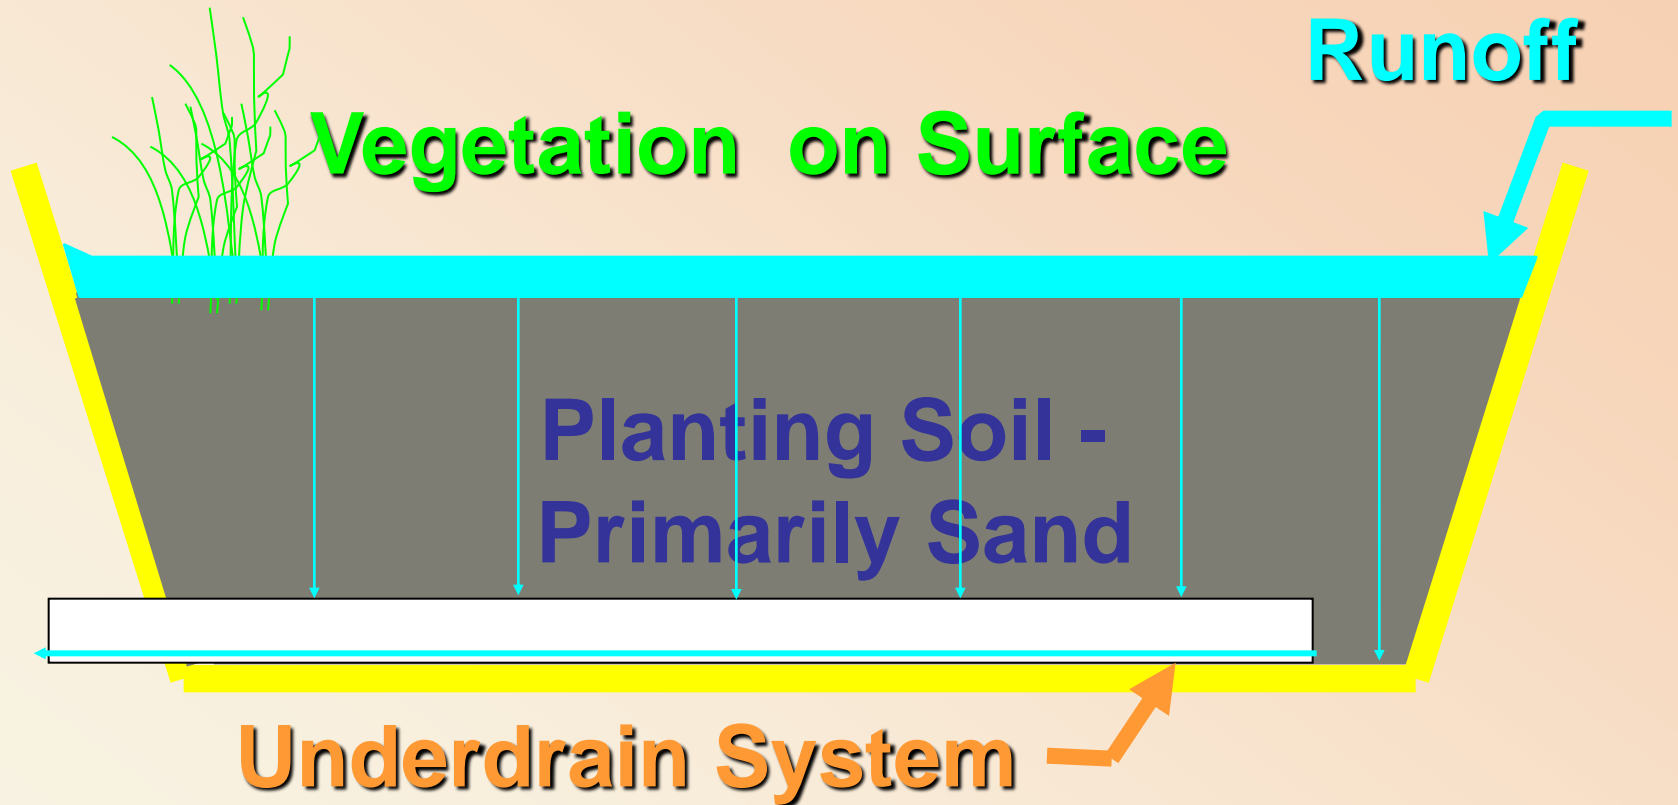 Runoff
Vegetation on Surface
Planting Soil -
Primarily Sand
Underdrain System